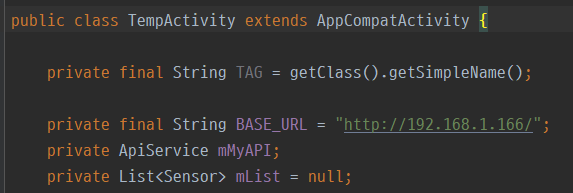 public class TempActivity extends AppCompatActivity {
private final String TAG = getClass().getSimpleName();
private final String BASE_URL = "http://192.168.1.166/";
private ApiService mMyAPI;
private List<Sensor> mList = null;